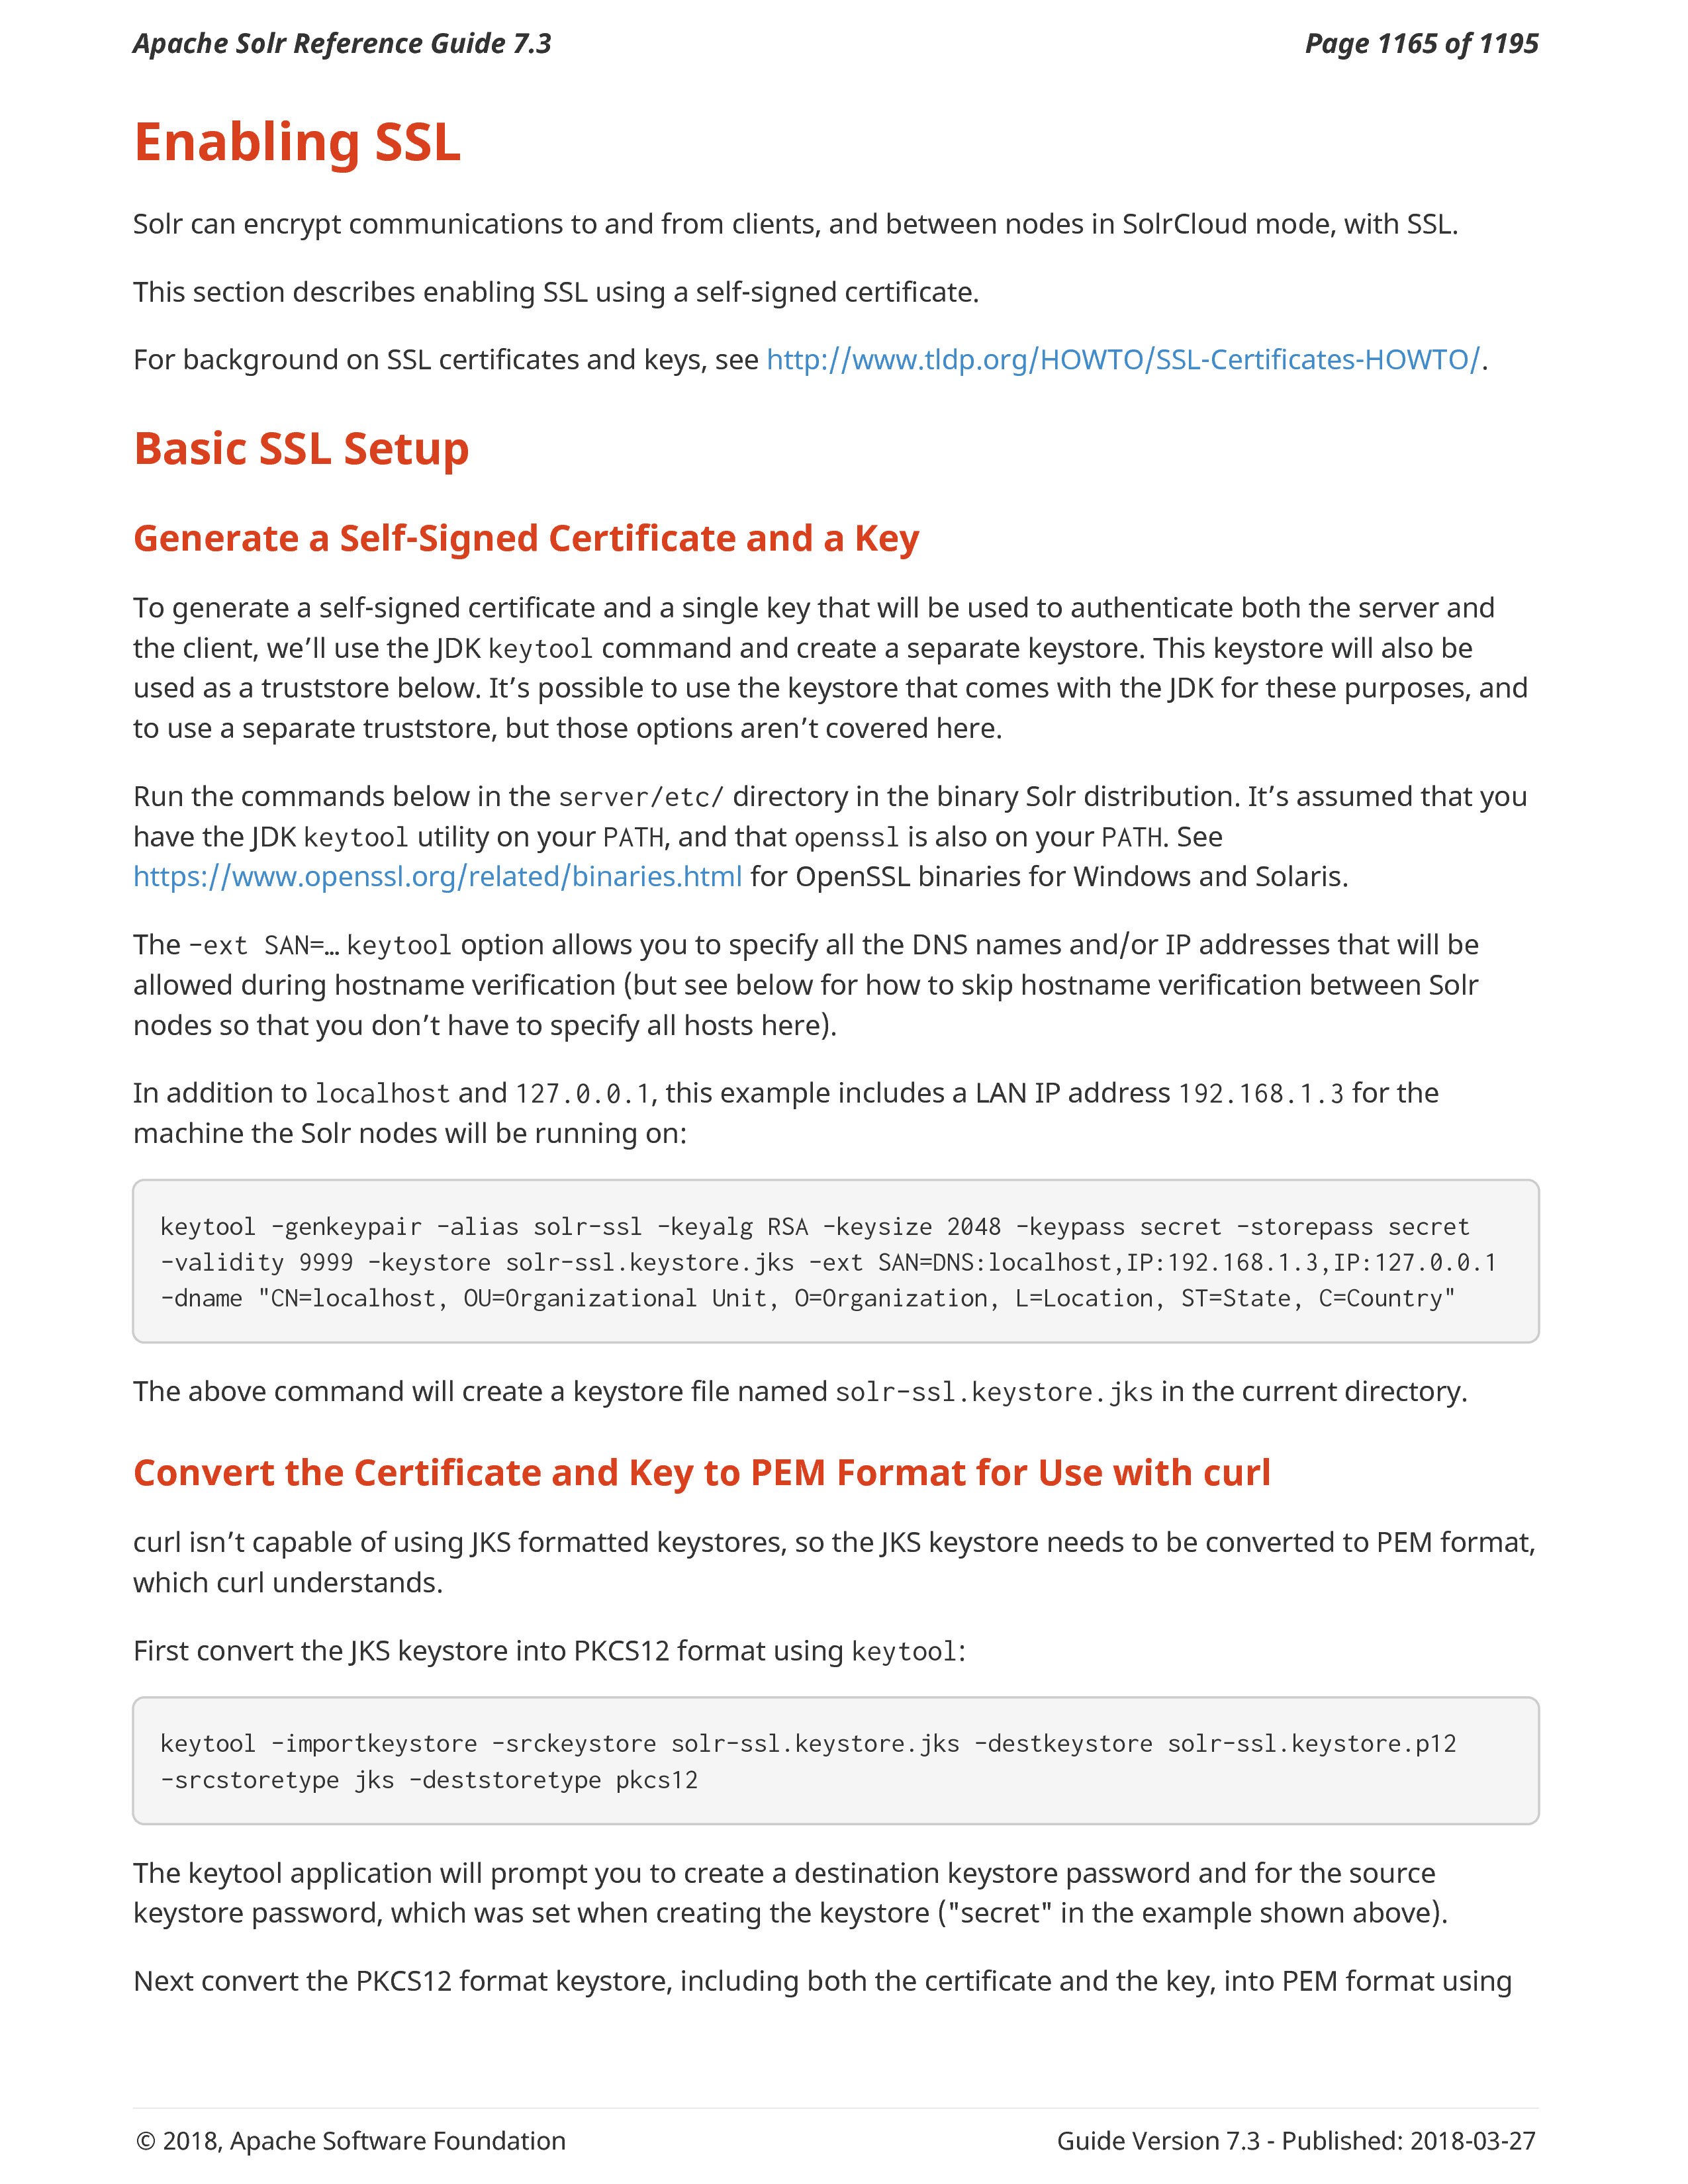 Apache Solr Reference Guide 7.3 Page 1165 of 1195
Enabling SSL
Solr can encrypt communications to and from clients, and between nodes in SolrCloud mode, with SSL.
This section describes enabling SSL using a self-signed certificate.
For background on SSL certificates and keys, see http://www.tldp.org/HOWTO/SSL-Certificates-HOWTO/.
Basic SSL Setup
Generate a Self-Signed Certificate and a Key
To generate a self-signed certificate and a single key that will be used to authenticate both the server and
the client, we’ll use the JDK keytool command and create a separate keystore. This keystore will also be
used as a truststore below. It’s possible to use the keystore that comes with the JDK for these purposes, and
to use a separate truststore, but those options aren’t covered here.
Run the commands below in the server/etc/ directory in the binary Solr distribution. It’s assumed that you
have the JDK keytool utility on your PATH, and that openssl is also on your PATH. See
https://www.openssl.org/related/binaries.html for OpenSSL binaries for Windows and Solaris.
The -ext SAN=… keytool option allows you to specify all the DNS names and/or IP addresses that will be
allowed during hostname verification (but see below for how to skip hostname verification between Solr
nodes so that you don’t have to specify all hosts here).
In addition to localhost and 127.0.0.1, this example includes a LAN IP address 192.168.1.3 for the
machine the Solr nodes will be running on:
keytool -genkeypair -alias solr-ssl -keyalg RSA -keysize 2048 -keypass secret -storepass secret
-validity 9999 -keystore solr-ssl.keystore.jks -ext SAN=DNS:localhost,IP:192.168.1.3,IP:127.0.0.1
-dname "CN=localhost, OU=Organizational Unit, O=Organization, L=Location, ST=State, C=Country"
The above command will create a keystore file named solr-ssl.keystore.jks in the current directory.
Convert the Certificate and Key to PEM Format for Use with curl
curl isn’t capable of using JKS formatted keystores, so the JKS keystore needs to be converted to PEM format,
which curl understands.
First convert the JKS keystore into PKCS12 format using keytool:
keytool -importkeystore -srckeystore solr-ssl.keystore.jks -destkeystore solr-ssl.keystore.p12
-srcstoretype jks -deststoretype pkcs12
The keytool application will prompt you to create a destination keystore password and for the source
keystore password, which was set when creating the keystore ("secret" in the example shown above).
Next convert the PKCS12 format keystore, including both the certificate and the key, into PEM format using
© 2018, Apache Software Foundation Guide Version 7.3 - Published: 2018-03-27